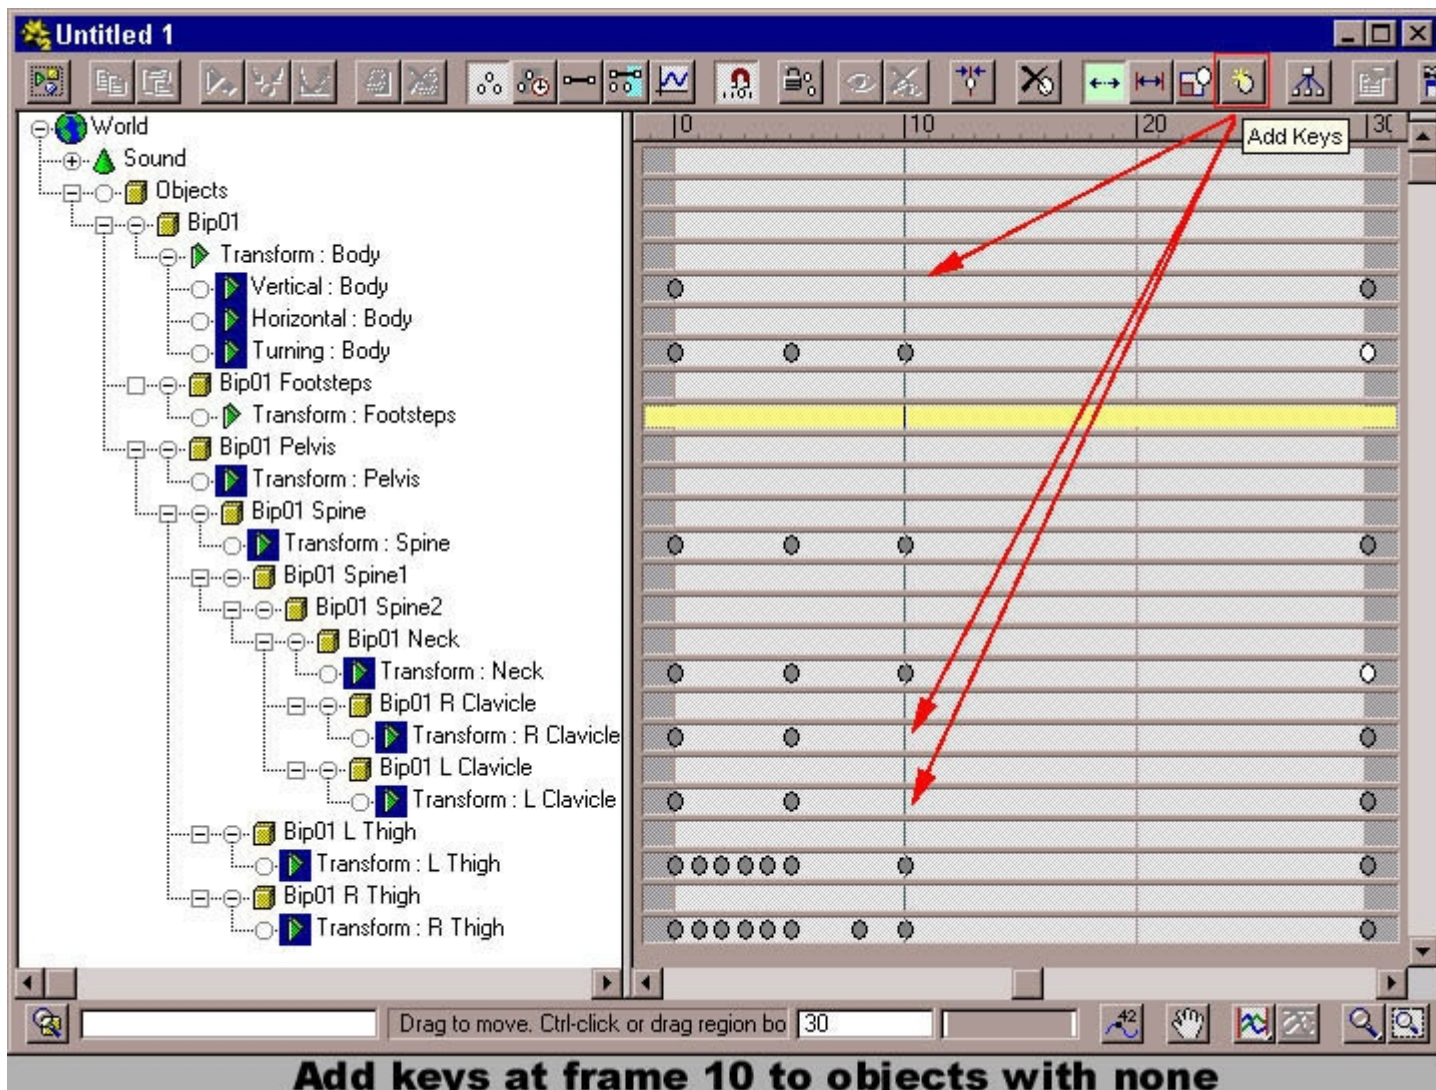 Untitled 1
0 10 20 30
Add Keys
World
Sound
Objects
Bip01
Transform : Body
Vertical : Body
Horizontal : Body
Turning : Body
Bip01 Footsteps
Transform : Footsteps
Bip01 Pelvis
Transform : Pelvis
Bip01 Spine
Transform : Spine
Bip01 Spine1
Bip01 Spine2
Bip01 Neck
Transform : Neck
Bip01 R Clavicle
Transform : R Clavicle
Bip01 L Clavicle
Transform : L Clavicle
Bip01 L Thigh
Transform : L Thigh
Bip01 R Thigh
Transform : R Thigh
Drag to move. Ctrl-click or drag region bo 30
42
Add keys at frame 10 to objects with none